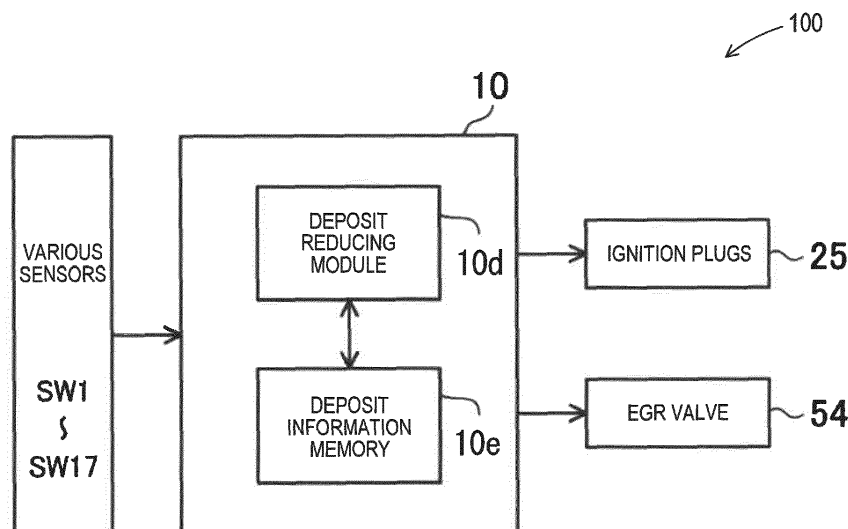 100
10
VARIOUS
SENSORS
SW1
~
SW17
DEPOSIT
REDUCING
MODULE
10d
DEPOSIT
INFORMATION
MEMORY
10e
IGNITION PLUGS
25
EGR VALVE
54